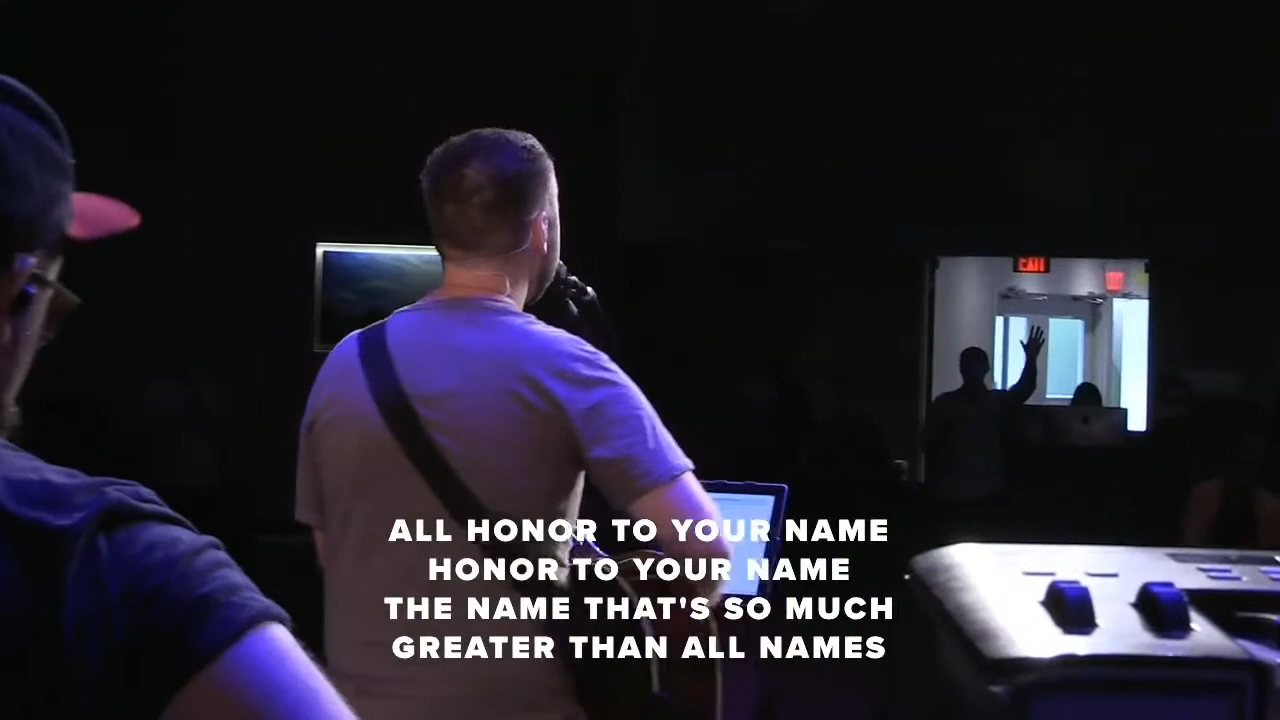 EXIT
ALL HONOR TO YOUR NAME
HONOR TO YOUR NAME
THE NAME THAT'S SO MUCH
GREATER THAN ALL NAMES